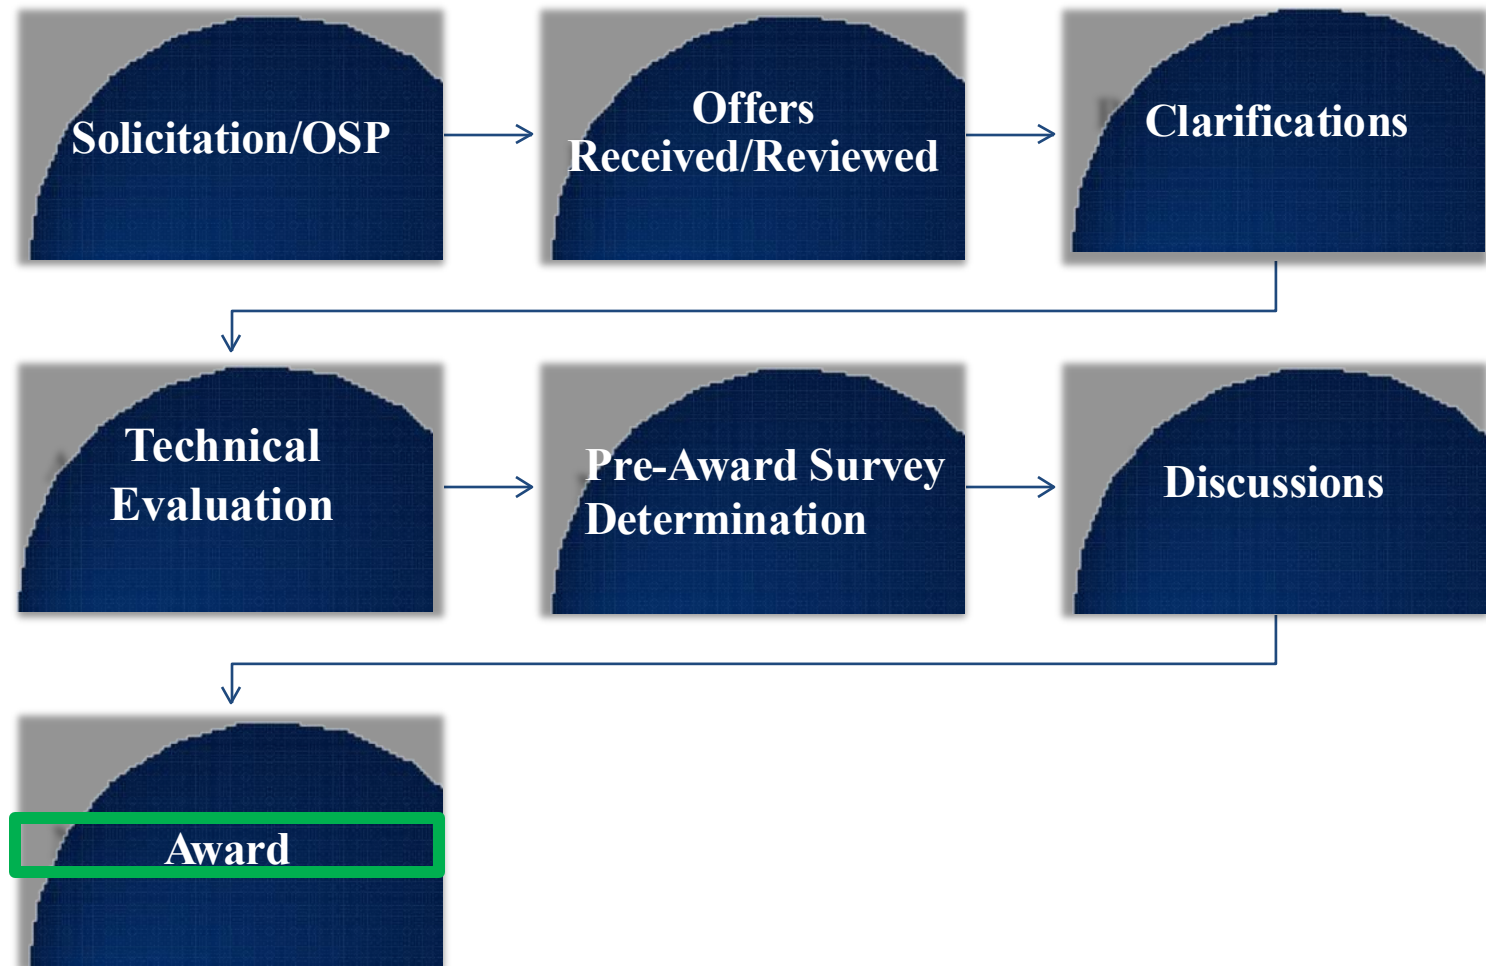 Solicitation/OSP
Offers
Received/Reviewed
Clarifications
Technical
Evaluation
Pre-Award Survey
Determination
Discussions
Award